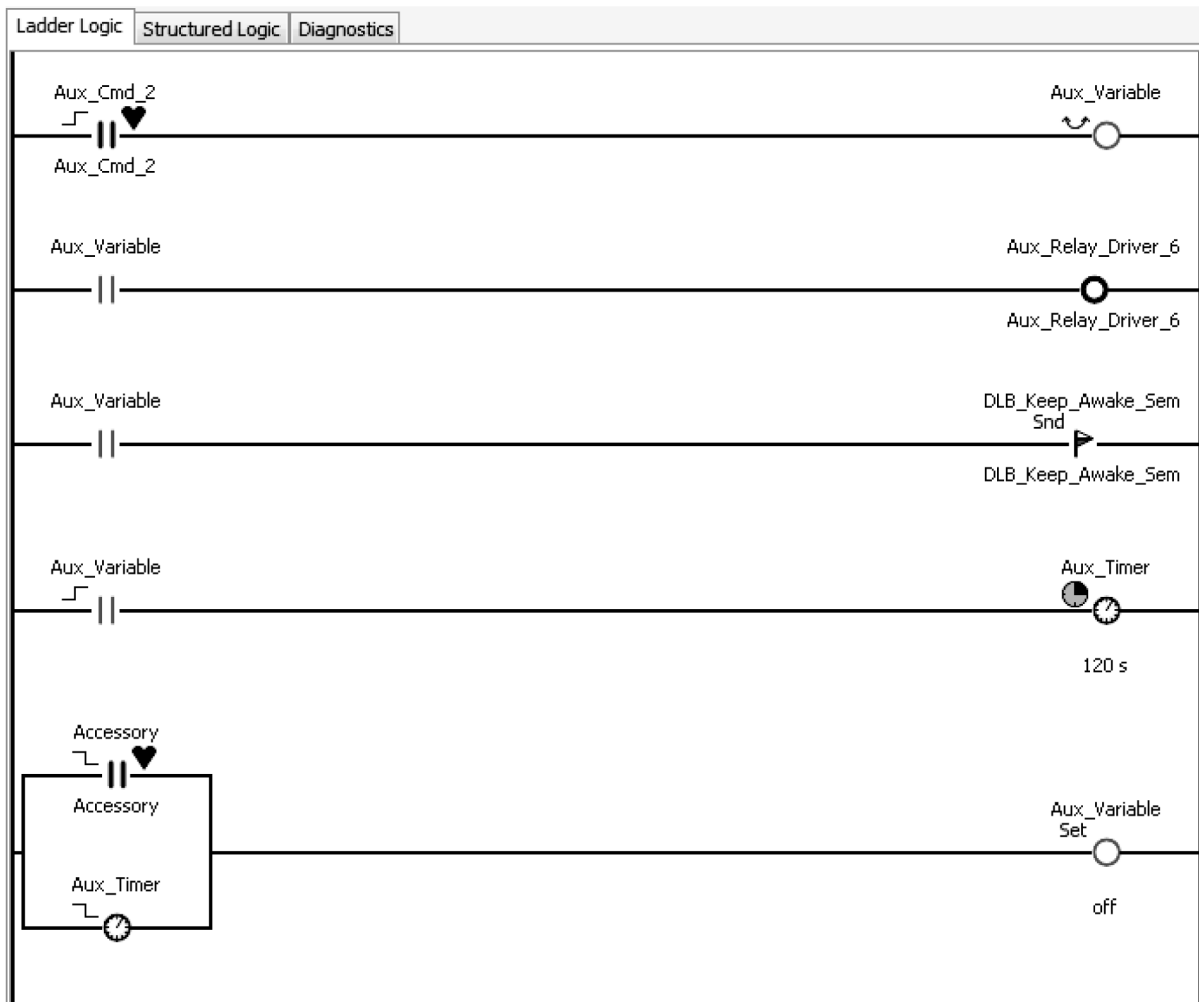 Ladder Logic Structured Logic Diagnostics
Aux_Cmd_2 Aux_Variable
Aux_Cmd_2
Aux_Variable Aux_Relay_Driver_6
Aux_Relay_Driver_6
Aux_Variable DLB_Keep_Awake_Sem
Snd
DLB_Keep_Awake_Sem
Aux_Variable Aux_Timer
120 s
Accessory
Accessory
Aux_Variable
Set
Aux_Timer
off